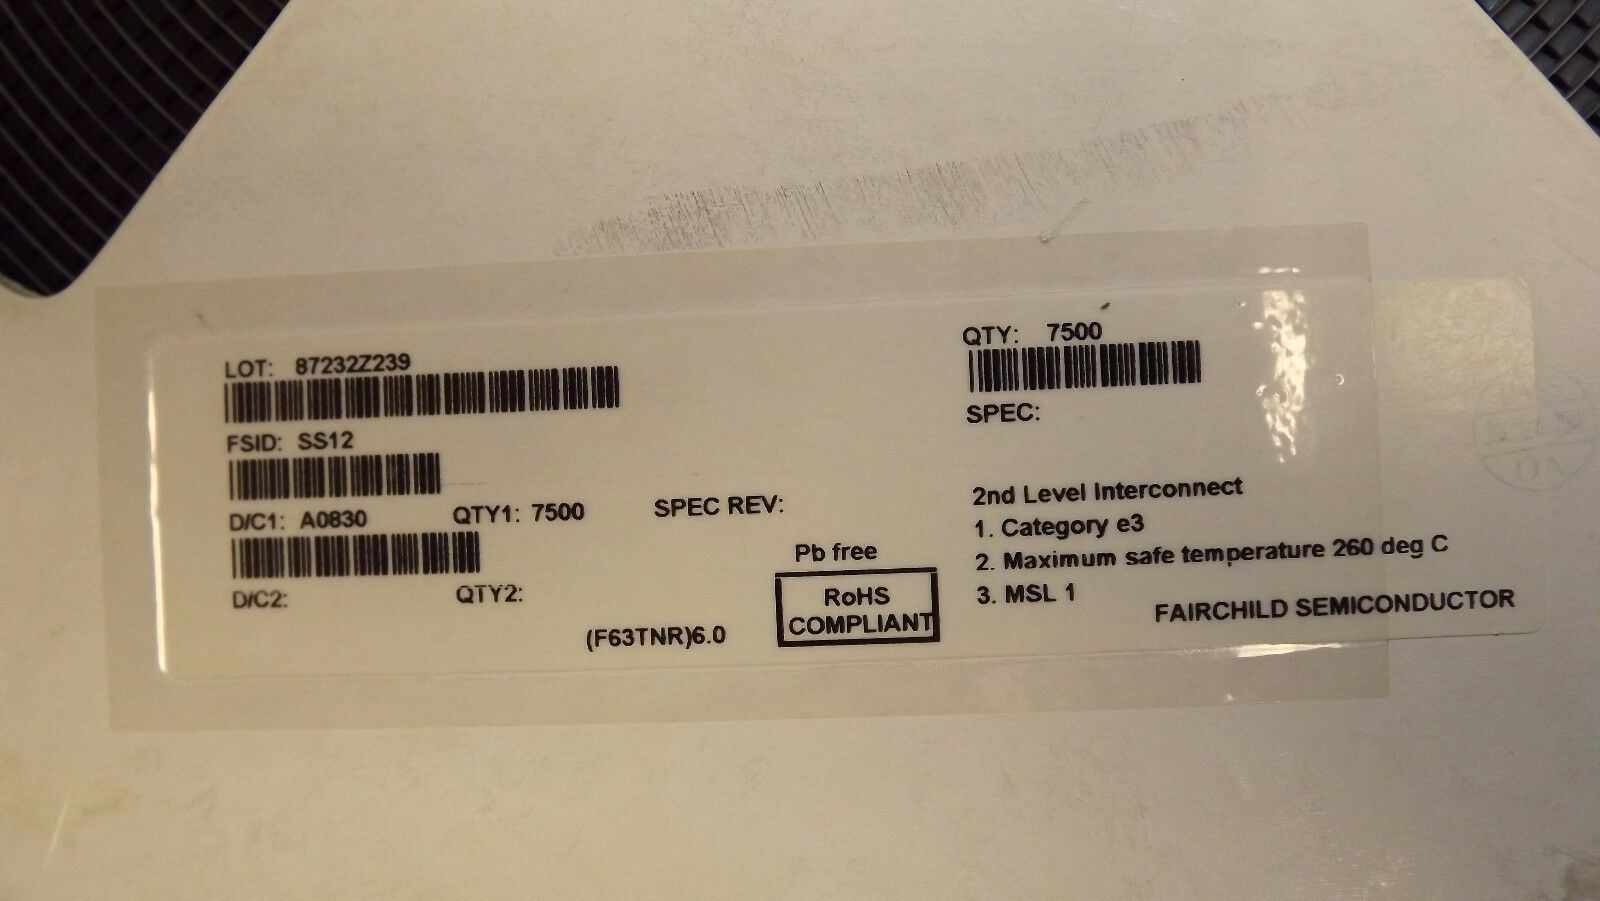 LOT: 87232Z239
QTY: 7500
FSID: SS12
SPEC:
D/C1: A0830 QTY1: 7500 SPEC REV:
D/C2: QTY2:
(F63TNR)6.0
Pb free
RoHS
COMPLIANT
2nd Level Interconnect
1. Category e3
2. Maximum safe temperature 260 deg C
3. MSL 1
FAIRCHILD SEMICONDUCTOR